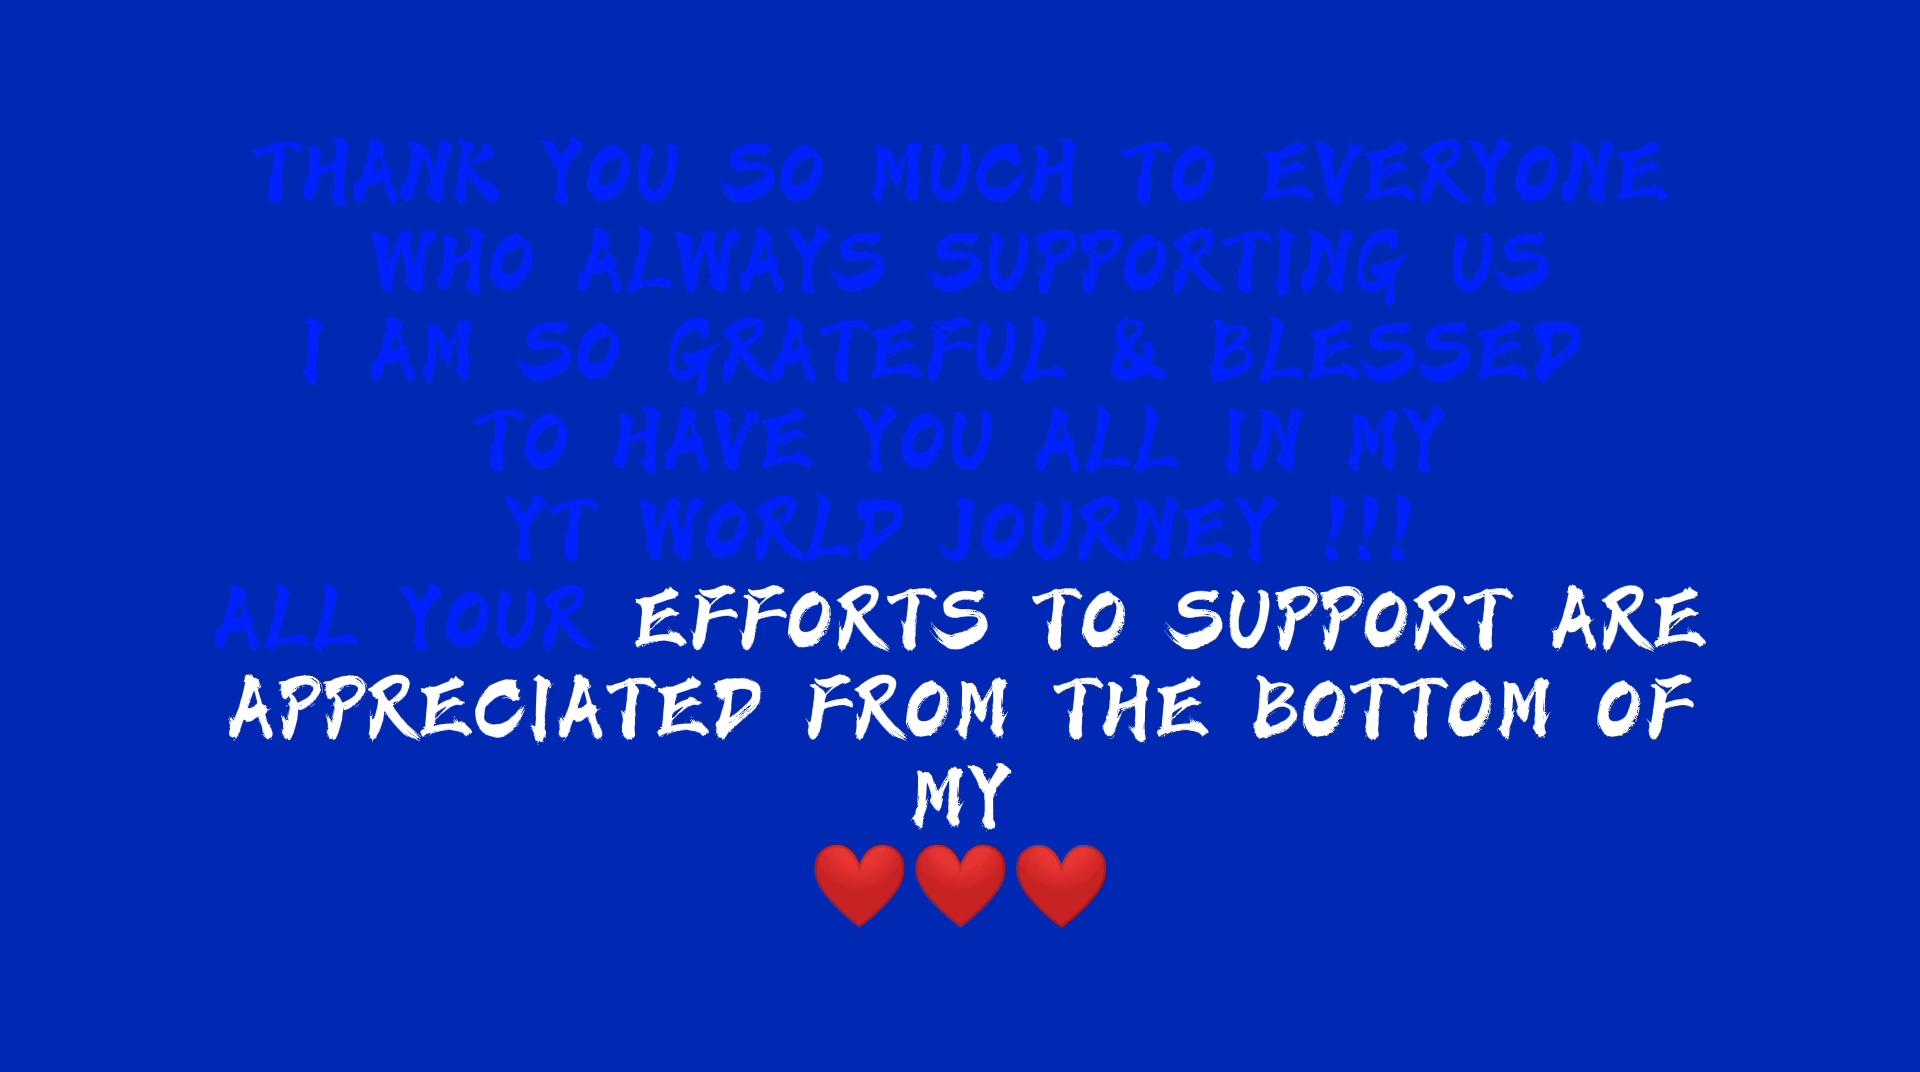 THANK YOU SO MUCH TO EVERYONE
WHO ALWAYS SUPPORTING US
I AM SO GRATEFUL & BLESSED
TO HAVE YOU ALL IN MY
YT WORLD JOURNEY !!!
ALL YOUR EFFORTS TO SUPPORT ARE
APPRECIATED FROM THE BOTTOM OF
MY
❤️❤️❤️